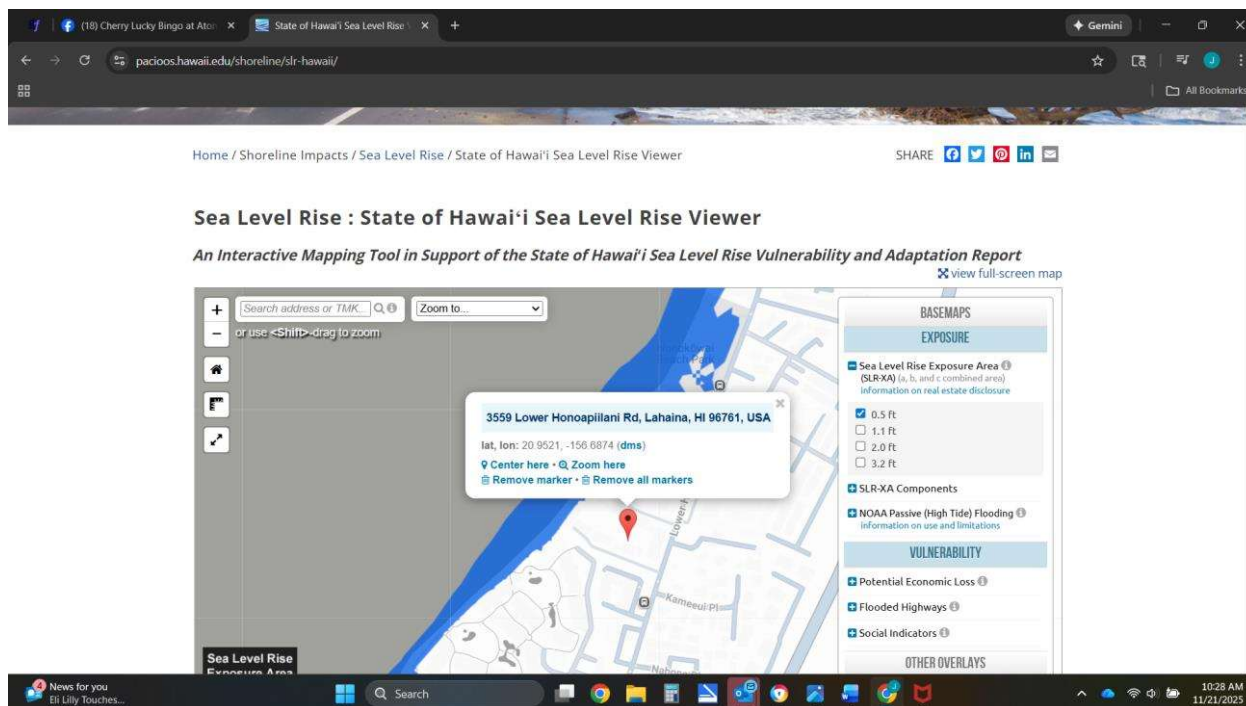 (18) Cherry Lucky Bingo at Aton
State of Hawai'i Sea Level Rise V
Gemini
pacioos.hawaii.edu/shoreline/slr-hawaii/
All Bookmarks
Home / Shoreline Impacts / Sea Level Rise / State of Hawai'i Sea Level Rise Viewer
SHARE
Sea Level Rise : State of Hawaiʻi Sea Level Rise Viewer
An Interactive Mapping Tool in Support of the State of Hawai'i Sea Level Rise Vulnerability and Adaptation Report
view full-screen map
Search address or TMK...
Zoom to...
or use <Shift>-drag to zoom
3559 Lower Honoapiilani Rd, Lahaina, HI 96761, USA
lat, lon: 20.9521, -156.6874 (dms)
Center here • Zoom here
Remove marker • Remove all markers
Lower H
Kameeui Pl
BASEMAPS
EXPOSURE
Sea Level Rise Exposure Area
(SLR-XA) (a, b, and c combined area)
information on real estate disclosure
0.5 ft
1.1 ft
2.0 ft
3.2 ft
SLR-XA Components
NOAA Passive (High Tide) Flooding
information on use and limitations
VULNERABILITY
Potential Economic Loss
Flooded Highways
Social Indicators
OTHER OVERLAYS
Sea Level Rise
Exposure Area
4
News for you
Eli Lilly Touches...
Search
10:28 AM
11/21/2025